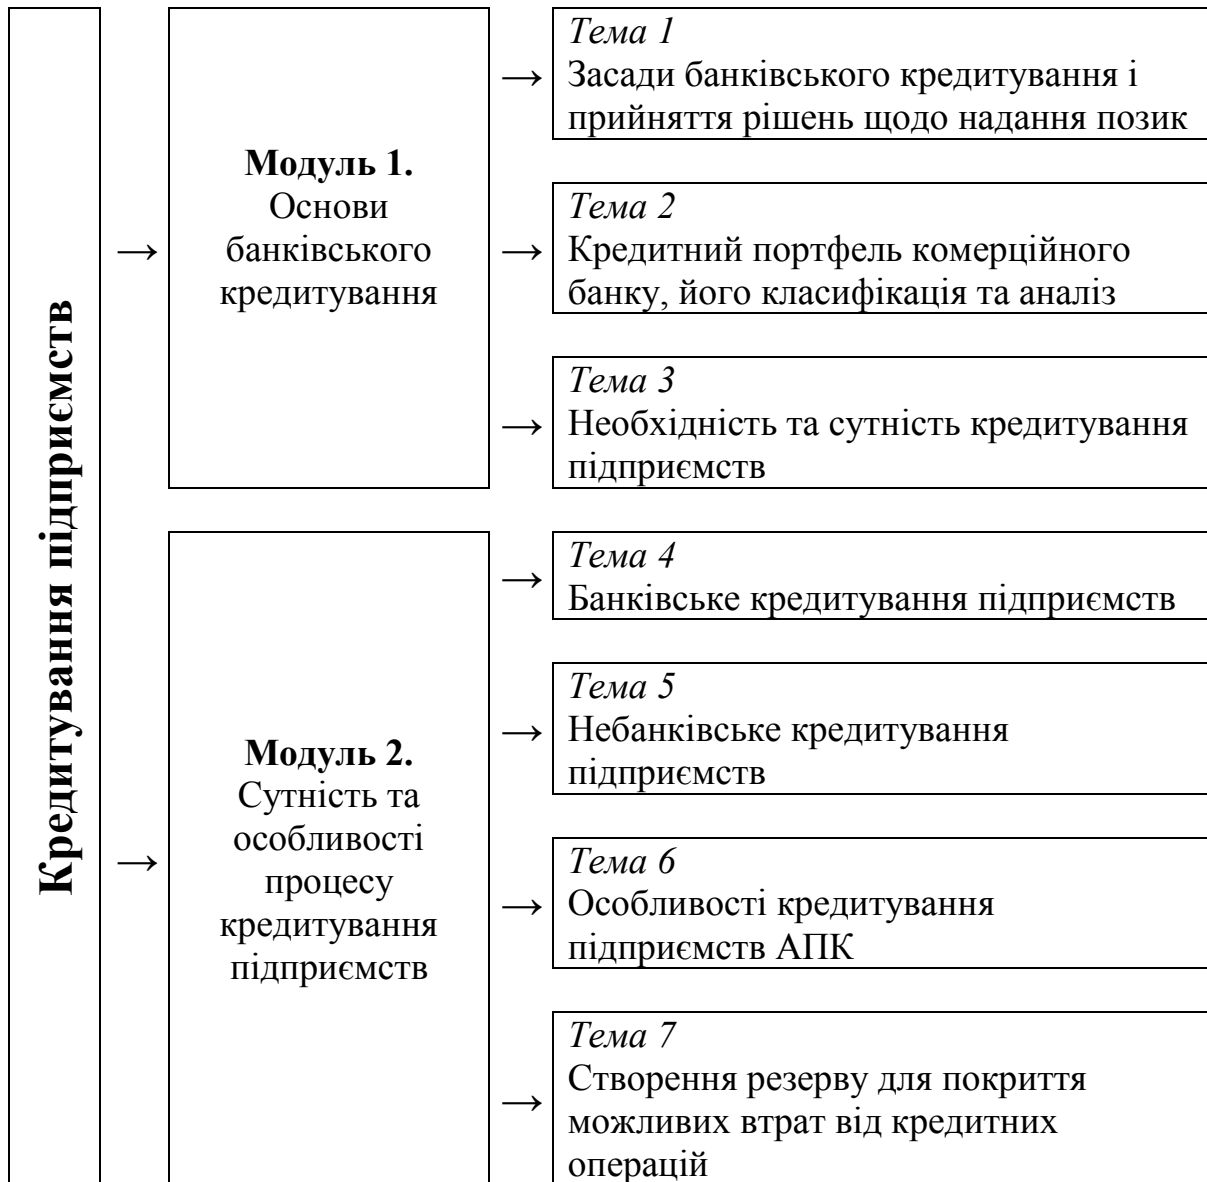 Кредитування підприємств
Модуль 1.
Основи
банківського
кредитування
Тема 1
Засади банківського кредитування і
прийняття рішень щодо надання позик
Тема 2
Кредитний портфель комерційного
банку, його класифікація та аналіз
Тема 3
Необхідність та сутність кредитування
підприємств
Модуль 2.
Сутність та
особливості
процесу
кредитування
підприємств
Тема 4
Банківське кредитування підприємств
Тема 5
Небанківське кредитування
підприємств
Тема 6
Особливості кредитування
підприємств АПК
Тема 7
Створення резерву для покриття
можливих втрат від кредитних
операцій